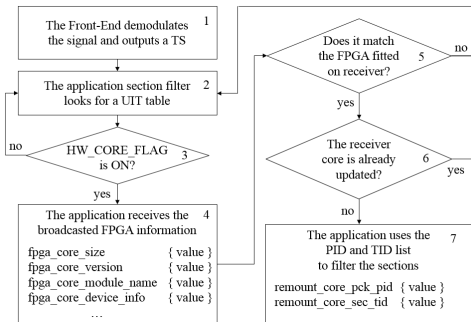 The Front-End demodulates 1
the signal and outputs a TS
The application section filter 2
looks for a UIT table
no
HW_CORE_FLAG 3
is ON?
yes
The application receives the 4
broadcasted FPGA information
fpga_core_size { value }
fpga_core_version { value }
fpga_core_module_name { value }
fpga_core_device_info { value }
...
Does it match
the FPGA fitted 5
on receiver?
no
yes
The receiver
core is already 6
updated?
yes
no
The application uses the 7
PID and TID list
to filter the sections
remount_core_pck_pid { value }
remount_core_sec_tid { value }